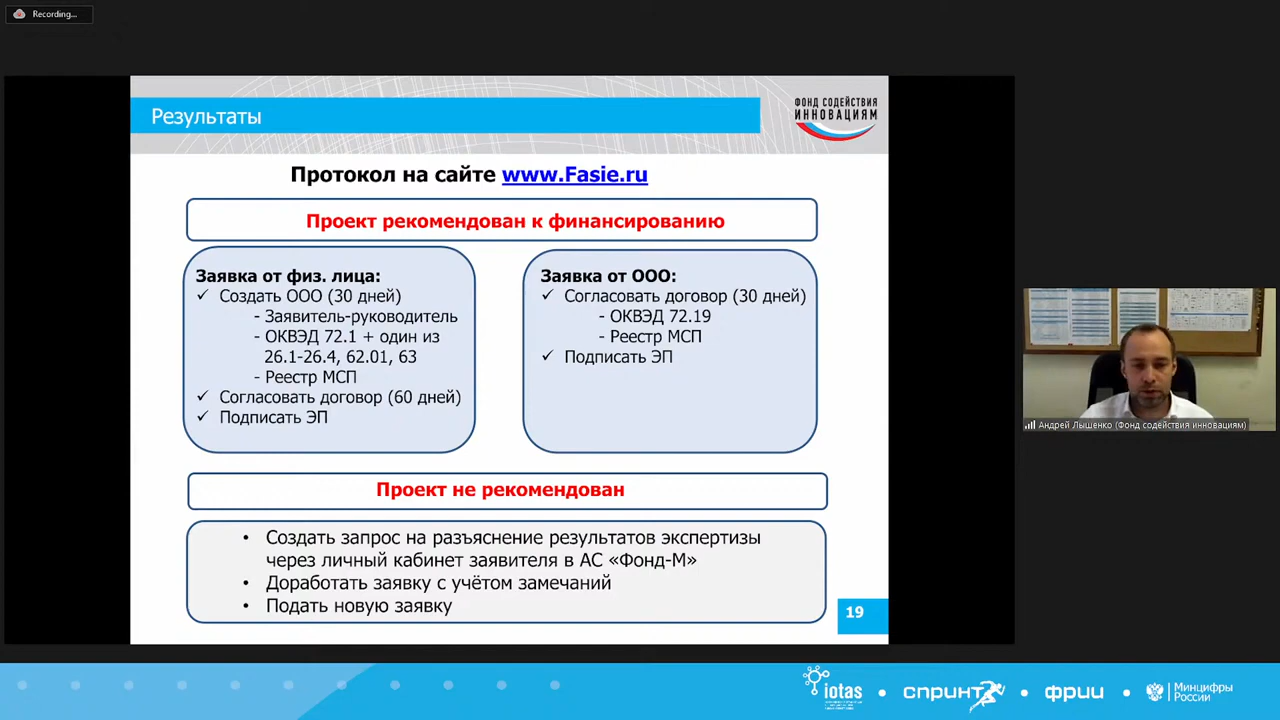 Recording...
Результаты
ФОНД СОДЕЙСТВИЯ
ИННОВАЦИЯМ
Протокол на сайте www.Fasie.ru
Проект рекомендован к финансированию
Заявка от физ. лица:
✓ Создать ООО (30 дней)
- Заявитель-руководитель
- ОКВЭД 72.1 + один из
26.1-26.4, 62.01, 63
- Реестр МСП
✓ Согласовать договор (60 дней)
✓ Подписать ЭП
Заявка от ООО:
✓ Согласовать договор (30 дней)
- ОКВЭД 72.19
- Реестр МСП
✓ Подписать ЭП
Проект не рекомендован
• Создать запрос на разъяснение результатов экспертизы
через личный кабинет заявителя в АС «Фонд-М»
• Доработать заявку с учётом замечаний
• Подать новую заявку
19
Андрей Лышенко (Фонд содействия инновациям)
iotas
спринт
фрии
Минцифры
России